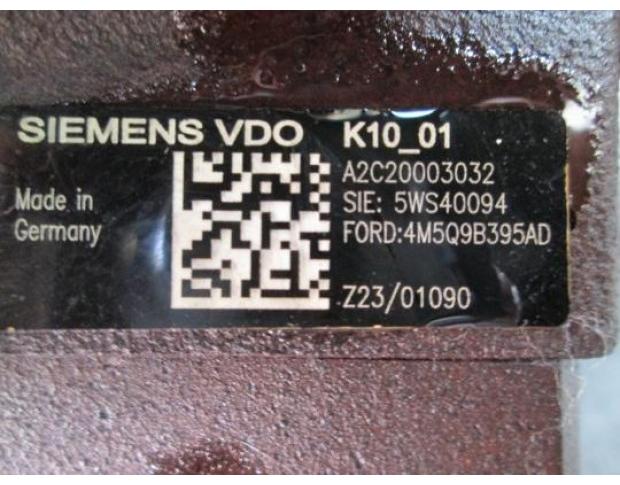 SIEMENS VDO K10_01
A2C20003032
Made in SIE: 5WS40094
Germany FORD:4M5Q9B395AD
Z23/01090